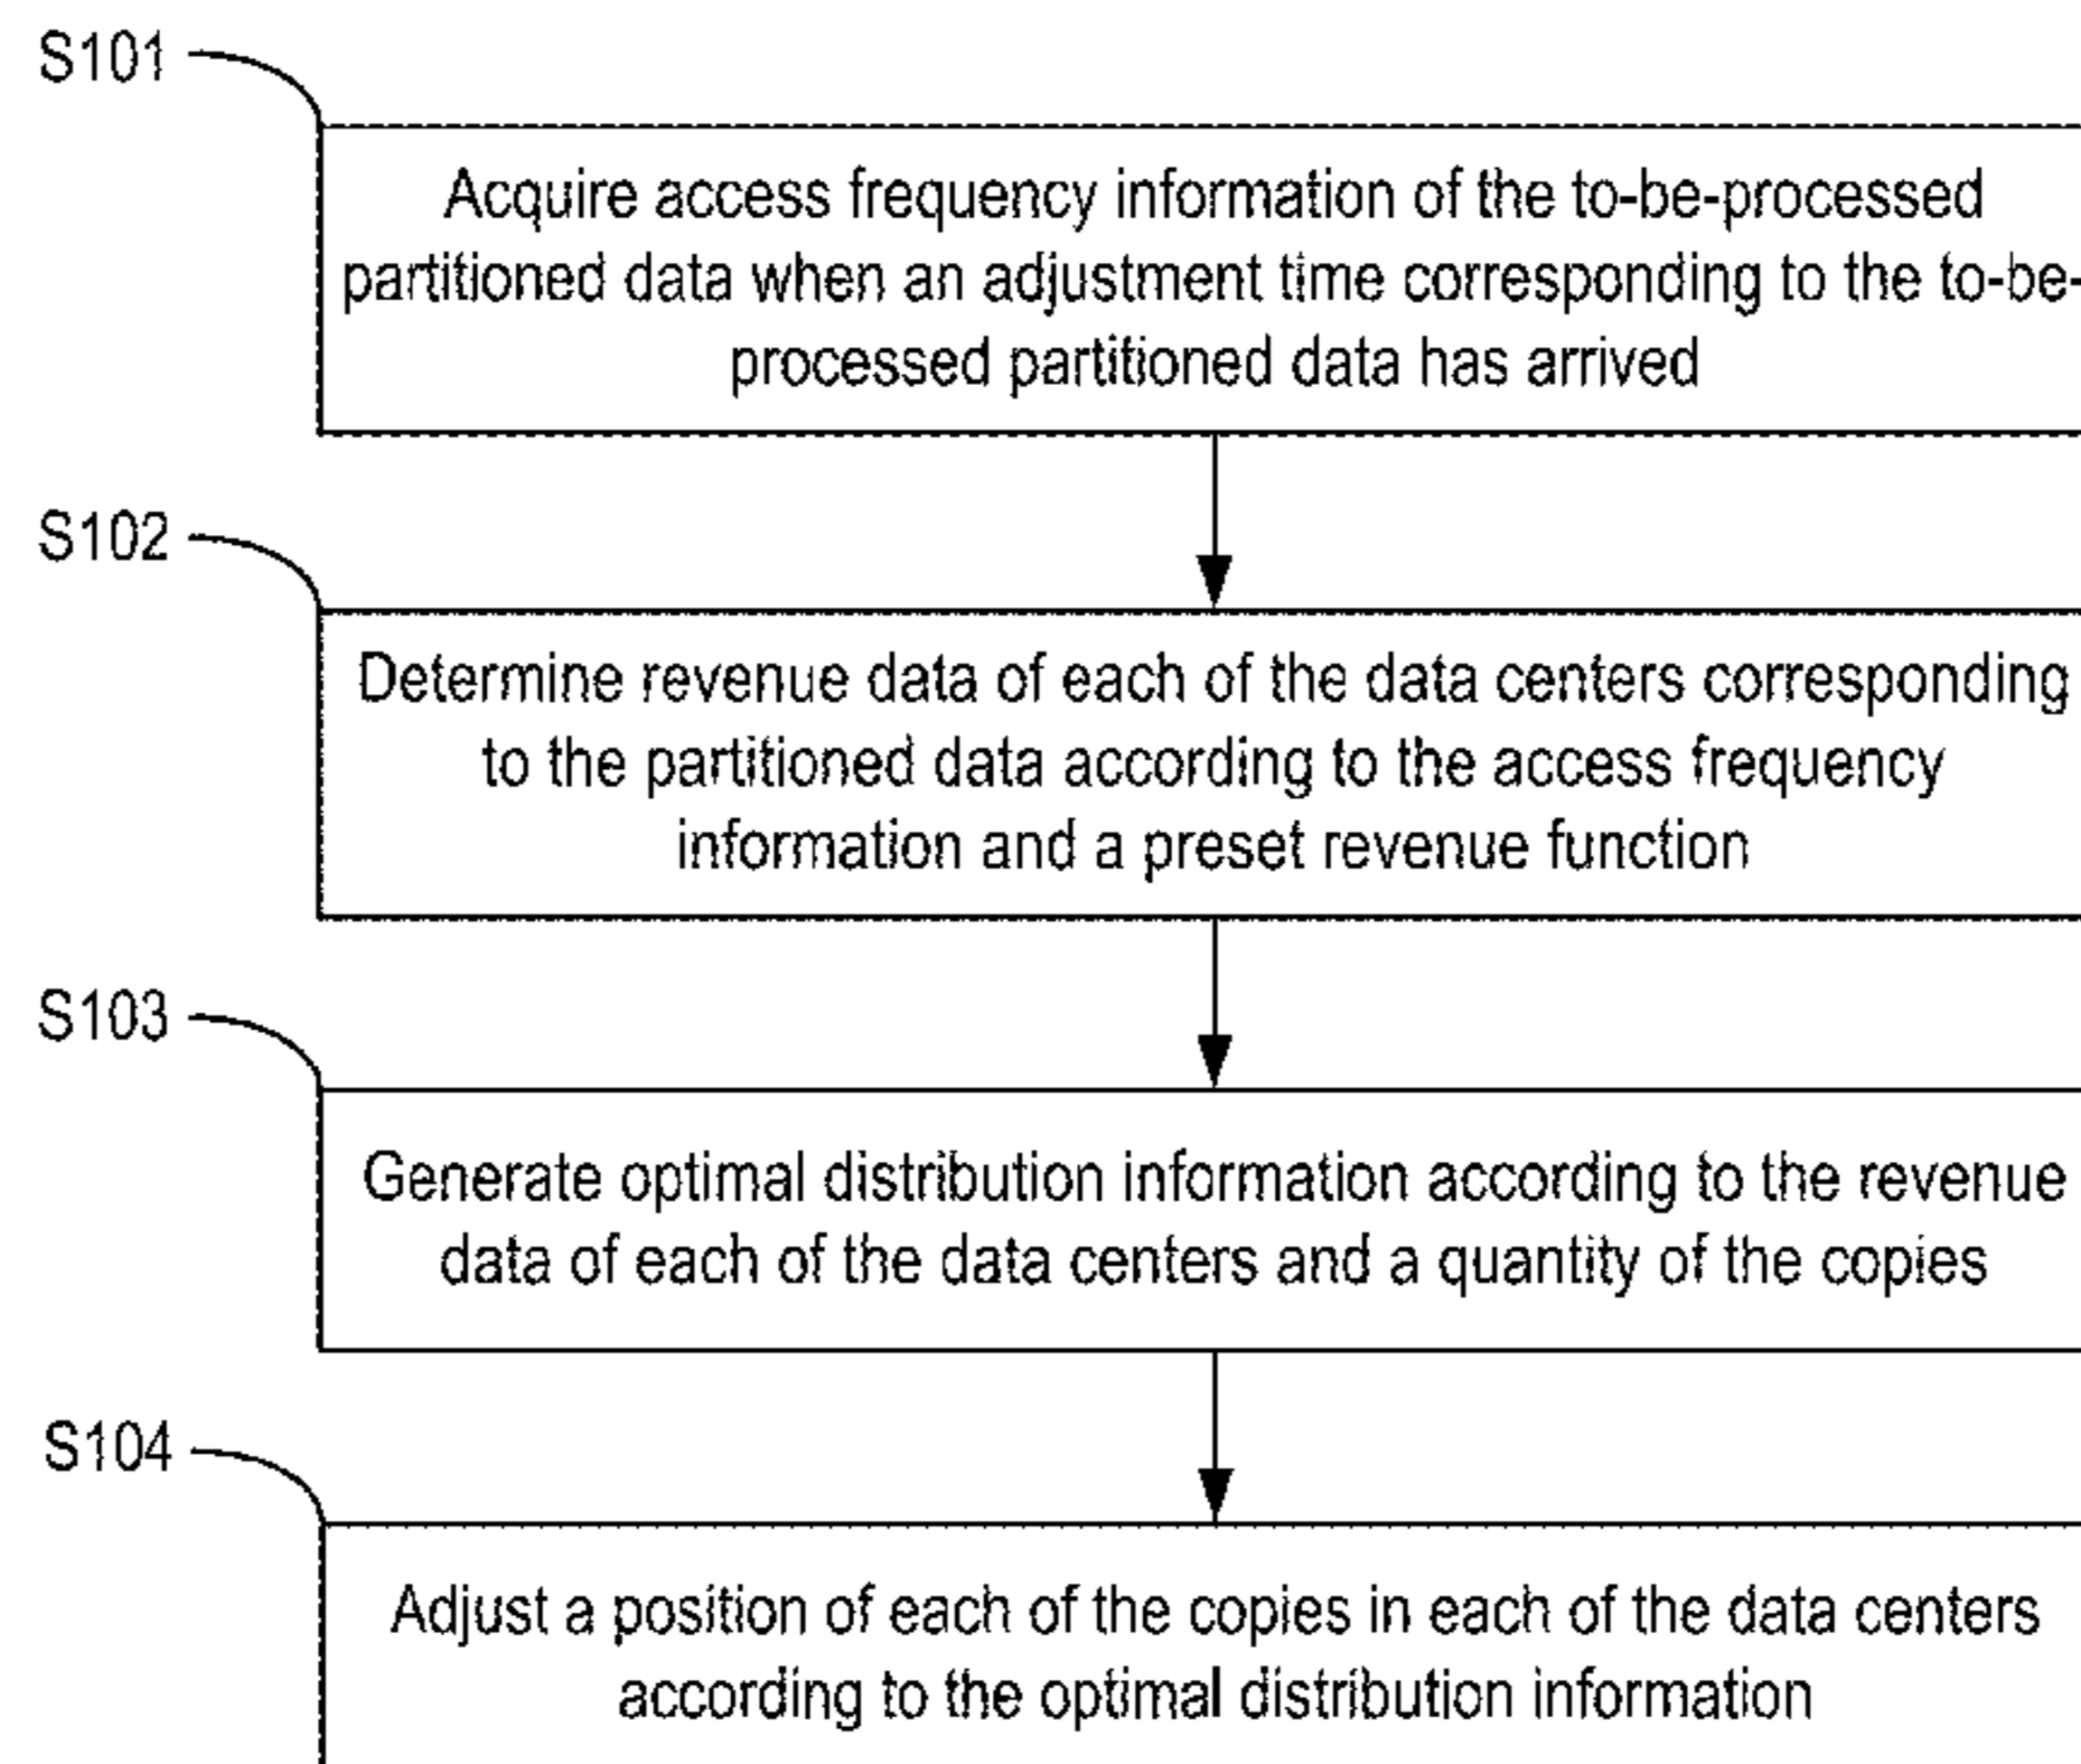 S101
Acquire access frequency information of the to-be-processed
partitioned data when an adjustment time corresponding to the to-be-
processed partitioned data has arrived
S102
Determine revenue data of each of the data centers corresponding
to the partitioned data according to the access frequency
information and a preset revenue function
S103
Generate optimal distribution information according to the revenue
data of each of the data centers and a quantity of the copies
S104
Adjust a position of each of the copies in each of the data centers
according to the optimal distribution information